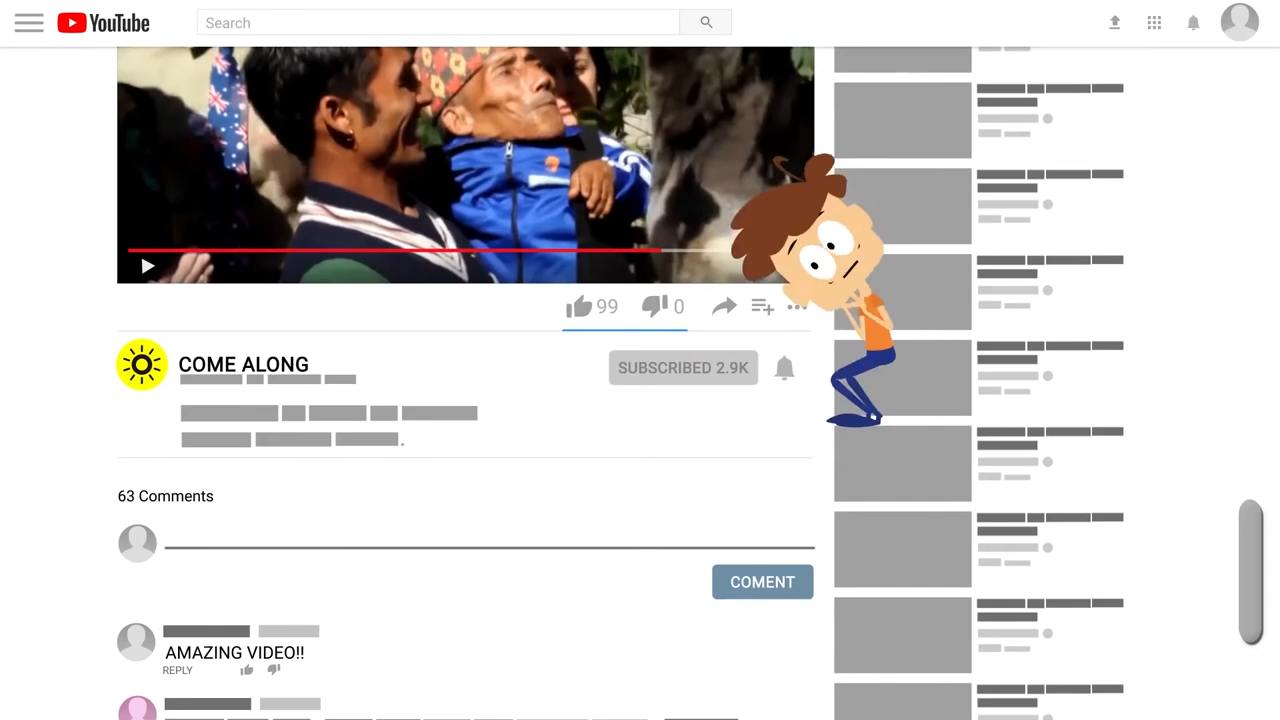 YouTube
Search
99
0
COME ALONG
SUBSCRIBED 2.9K
63 Comments
COMENT
AMAZING VIDEO!!
REPLY